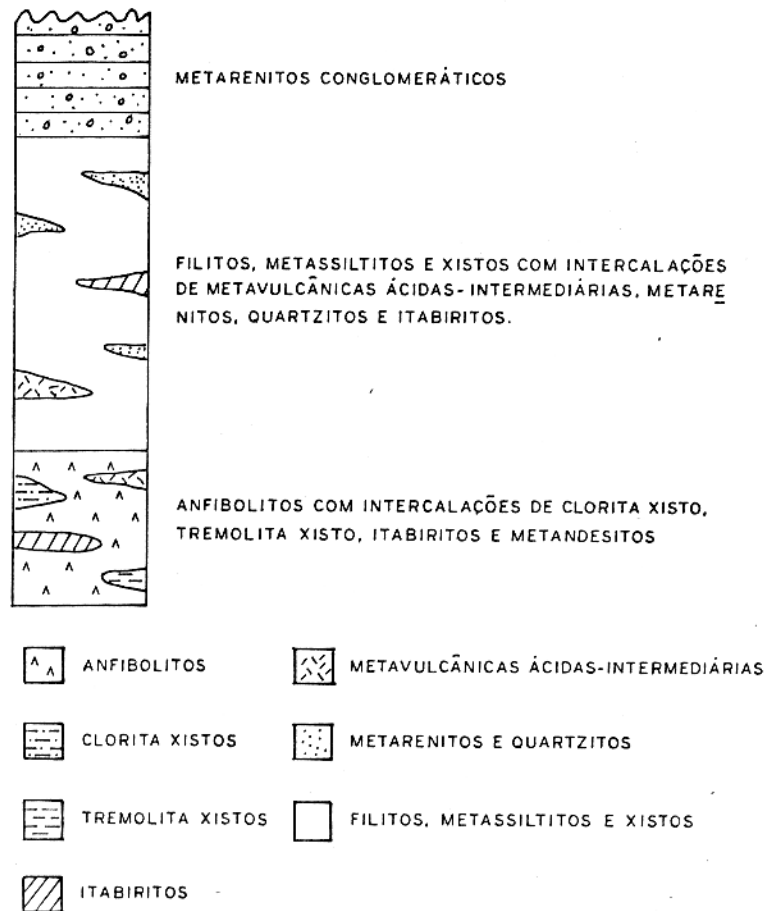 METARENITOS CONGLOMERÁTICOS
FILITOS, METASSILTITOS E XISTOS COM INTERCALAÇÕES
DE METAVULCÂNICAS ÁCIDAS-INTERMEDIÁRIAS, METARE
NITOS, QUARTZITOS E ITABIRITOS.
ANFIBOLITOS COM INTERCALAÇÕES DE CLORITA XISTO,
TREMOLITA XISTO, ITABIRITOS E METANDESITOS
ANFIBOLITOS
METAVULCÂNICAS ÁCIDAS-INTERMEDIÁRIAS
CLORITA XISTOS
METARENITOS E QUARTZITOS
TREMOLITA XISTOS
FILITOS, METASSILTITOS E XISTOS
ITABIRITOS